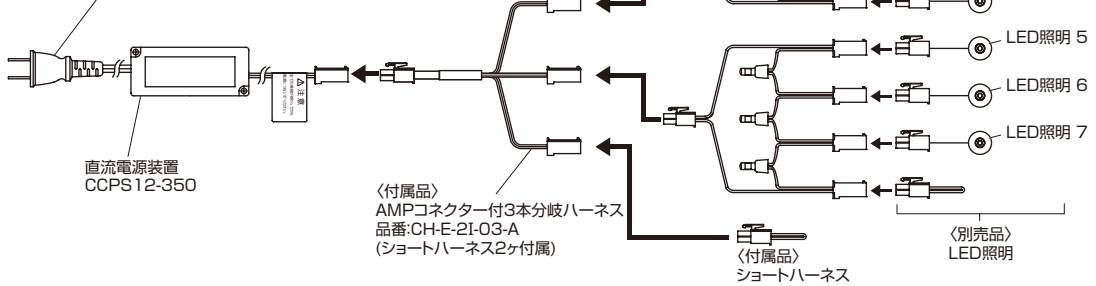 LED照明 5
LED照明 6
LED照明 7
注意
直流電源装置
CCPS12-350
〈付属品〉
AMPコネクター付3本分岐ハーネス
品番:CH-E-2I-03-A
(ショートハーネス2ヶ付属)
〈付属品〉
ショートハーネス
〈別売品〉
LED照明